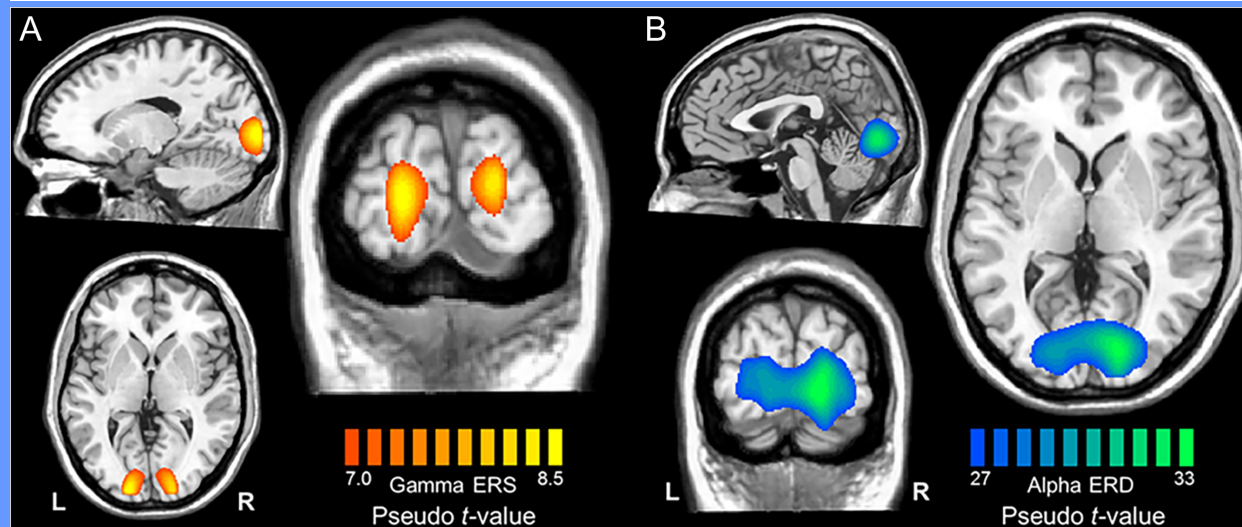 A
L
R
7.0
8.5
Gamma ERS
Pseudo t-value
B
L
R
27
33
Alpha ERD
Pseudo t-value